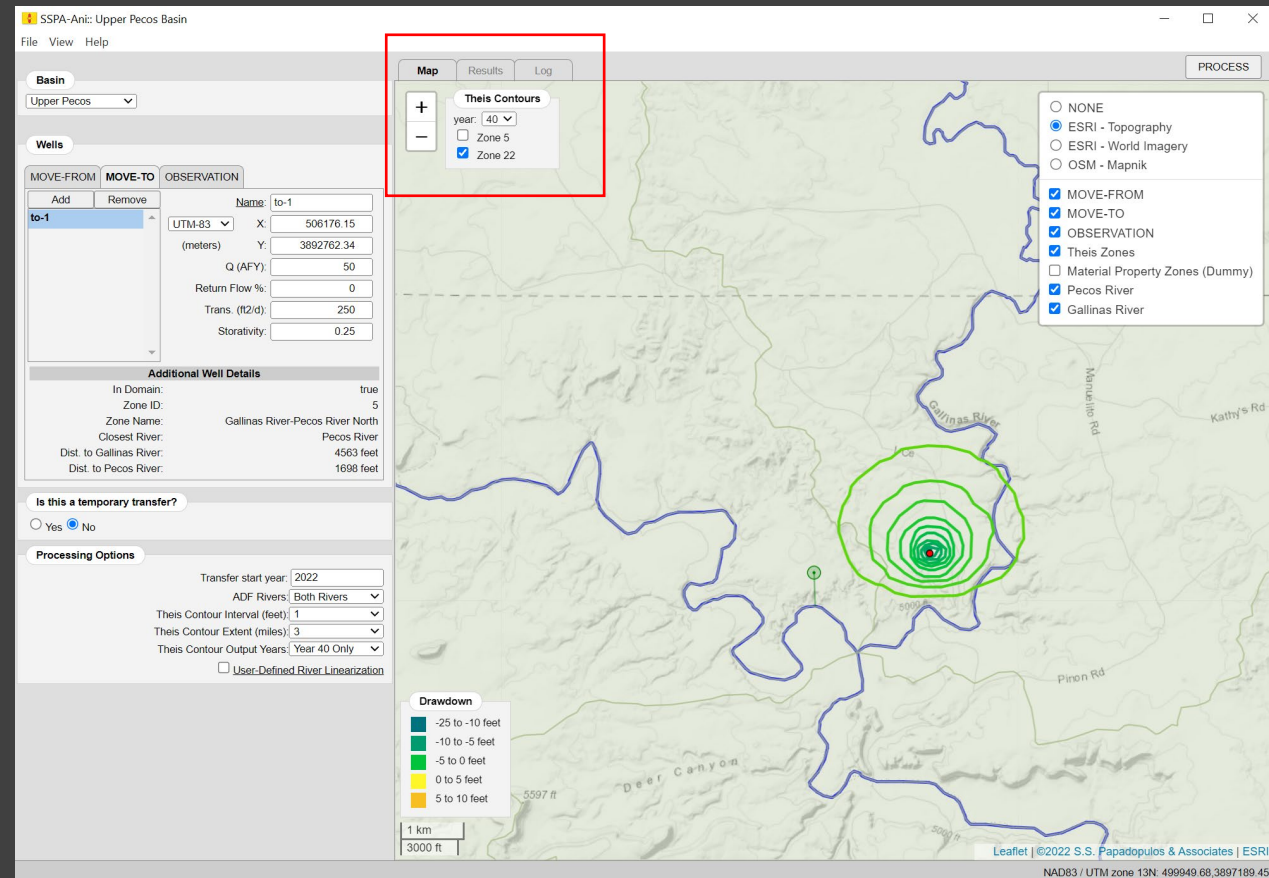 SSPA-Ani:: Upper Pecos Basin
File View Help
Basin
Upper Pecos
Wells
MOVE-FROM MOVE-TO OBSERVATION
Add Remove
to-1
Name: to-1
UTM-83 X: 506176.15
(meters) Y: 3892762.34
Q (AFY): 50
Return Flow %: 0
Trans. (ft2/d): 250
Storativity: 0.25
Additional Well Details
In Domain: true
Zone ID: 5
Zone Name: Gallinas River-Pecos River North
Closest River: Pecos River
Dist. to Gallinas River: 4563 feet
Dist. to Pecos River: 1698 feet
Is this a temporary transfer?
Yes No
Processing Options
Transfer start year: 2022
ADF Rivers: Both Rivers
Theis Contour Interval (feet): 1
Theis Contour Extent (miles): 3
Theis Contour Output Years: Year 40 Only
User-Defined River Linearization
Map Results Log
PROCESS
+
−
Theis Contours
year: 40
Zone 5
Zone 22
NONE
ESRI - Topography
ESRI - World Imagery
OSM - Mapnik
MOVE-FROM
MOVE-TO
OBSERVATION
Theis Zones
Material Property Zones (Dummy)
Pecos River
Gallinas River
Manuelito Rd
Kathy's Rd
Gallinas River
5000 ft
Pinon Rd
Deer Canyon
5597 ft
5000 ft
Drawdown
-25 to -10 feet
-10 to -5 feet
-5 to 0 feet
0 to 5 feet
5 to 10 feet
1 km
3000 ft
Leaflet | ©2022 S.S. Papadopulos & Associates | ESRI
NAD83 / UTM zone 13N: 499949.68,3897189.45